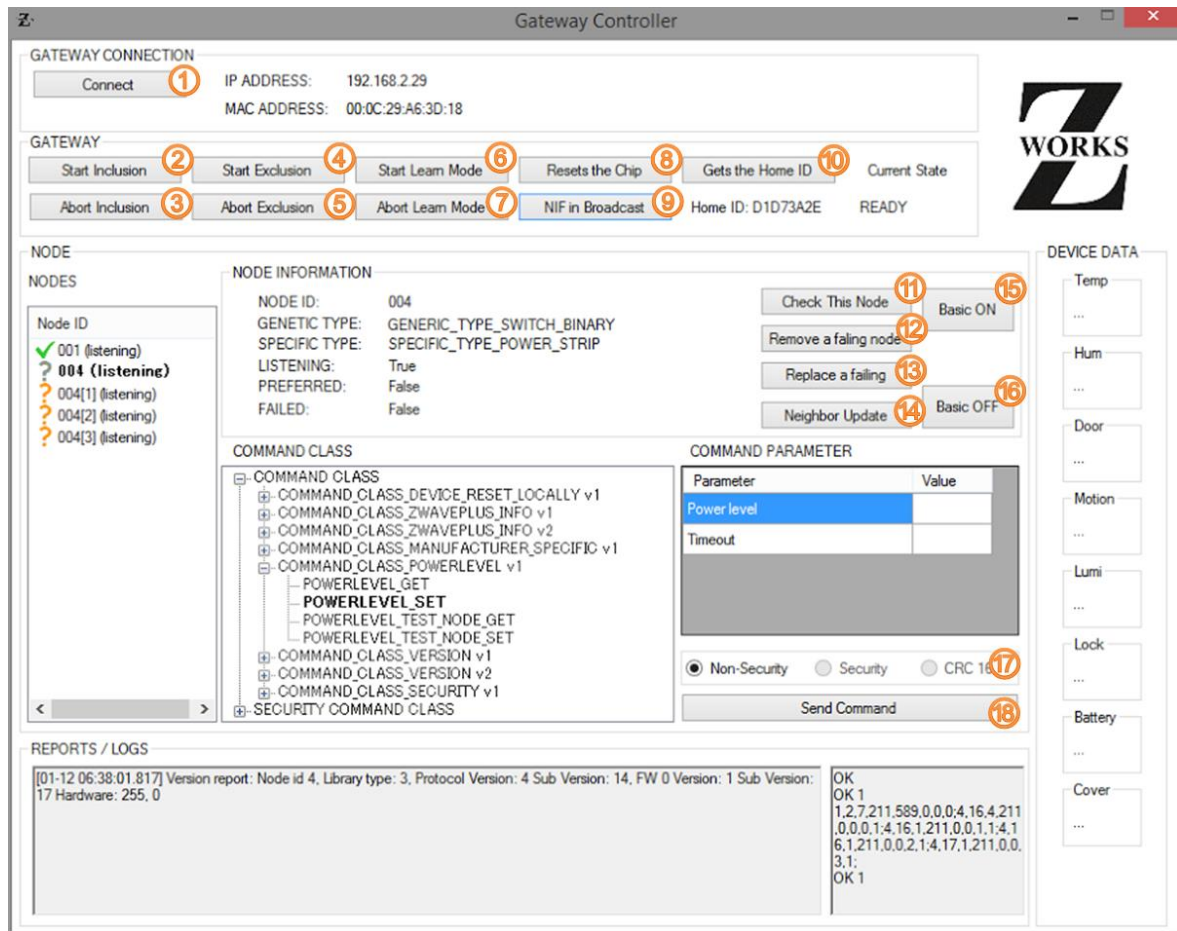 Z
Gateway Controller
GATEWAY CONNECTION
Connect ① IP ADDRESS: 192.168.2.29
MAC ADDRESS: 00:0C:29:A6:3D:18
Z
WORKS
GATEWAY
Start Inclusion ② Start Exclusion ④ Start Learn Mode ⑥ Resets the Chip ⑧ Gets the Home ID ⑩ Current State
Abort Inclusion ③ Abort Exclusion ⑤ Abort Learn Mode ⑦ NIF in Broadcast ⑨ Home ID: D1D73A2E READY
NODE
NODES
Node ID
001 (listening)
004 (listening)
004[1] (listening)
004[2] (listening)
004[3] (listening)
NODE INFORMATION
NODE ID: 004
GENETIC TYPE: GENERIC_TYPE_SWITCH_BINARY
SPECIFIC TYPE: SPECIFIC_TYPE_POWER_STRIP
LISTENING: True
PREFERRED: False
FAILED: False
Check This Node ⑪
Remove a faling node ⑫
Replace a failing ⑬
Neighbor Update ⑭
Basic ON ⑮
Basic OFF ⑯
COMMAND CLASS
COMMAND CLASS
COMMAND_CLASS_DEVICE_RESET_LOCALLY v1
COMMAND_CLASS_ZWAVEPLUS_INFO v1
COMMAND_CLASS_ZWAVEPLUS_INFO v2
COMMAND_CLASS_MANUFACTURER_SPECIFIC v1
COMMAND_CLASS_POWERLEVEL v1
POWERLEVEL_GET
POWERLEVEL_SET
POWERLEVEL_TEST_NODE_GET
POWERLEVEL_TEST_NODE_SET
COMMAND_CLASS_VERSION v1
COMMAND_CLASS_VERSION v2
COMMAND_CLASS_SECURITY v1
SECURITY COMMAND CLASS
COMMAND PARAMETER
Parameter Value
Power level
Timeout
Non-Security Security CRC 16 ⑰
Send Command ⑱
DEVICE DATA
Temp
...
Hum
...
Door
...
Motion
...
Lumi
...
Lock
...
Battery
...
Cover
...
REPORTS / LOGS
[01-12 06:38:01.817] Version report: Node id 4, Library type: 3, Protocol Version: 4 Sub Version: 14, FW 0 Version: 1 Sub Version:
17 Hardware: 255, 0
OK
OK 1
1,2,7,211,589,0,0,0;4,16,4,211
,0,0,0,1;4,16,1,211,0,0,1,1;4,1
6,1,211,0,0,2,1;4,17,1,211,0,0,
3,1;
OK 1